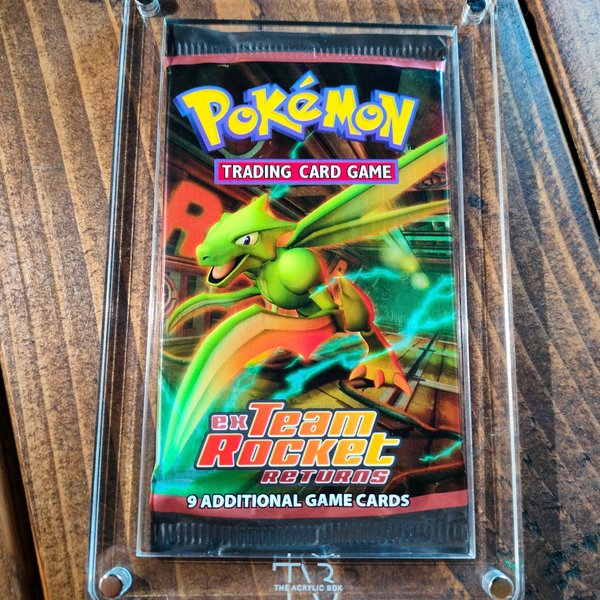 POKéMON
TRADING CARD GAME
R
ex Team
Rocket
RETURNS
9 ADDITIONAL GAME CARDS
THE ACRYLIC BOX